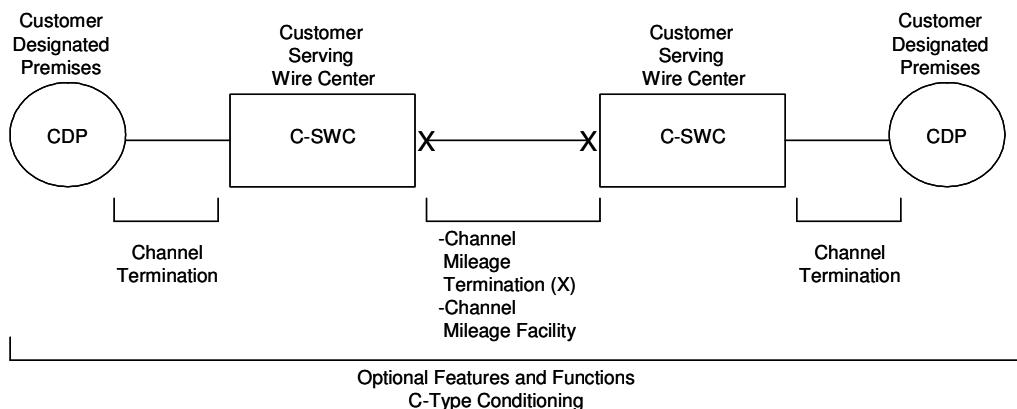 Customer
Designated
Premises
Customer
Serving
Wire Center
Customer
Serving
Wire Center
Customer
Designated
Premises
CDP
C-SWC
X
X
C-SWC
CDP
Channel
Termination
-Channel
Mileage
Termination (X)
-Channel
Mileage Facility
Channel
Termination
Optional Features and Functions
C-Type Conditioning